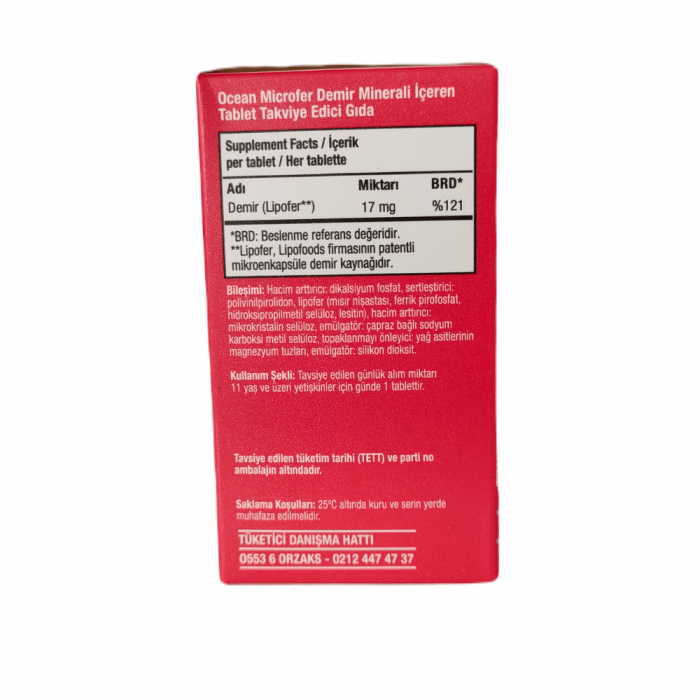 Ocean Microfer Demir Minerali İçeren
Tablet Takviye Edici Gıda
Supplement Facts / İçerik
per tablet / Her tablette
Adı Miktarı BRD*
Demir (Lipofer**) 17 mg %121
*BRD: Beslenme referans değeridir.
**Lipofer, Lipofoods firmasının patentli
mikroenkapsüle demir kaynağıdır.
Bileşimi: Hacim arttırıcı: dikalsiyum fosfat, sertleştirici:
polivinilpirolidon, lipofer (mısır nişastası, ferrik pirofosfat,
hidroksipropilmetil selüloz, lesitin), hacim arttırıcı:
mikrokristalin selüloz, emülgatör: çapraz bağlı sodyum
karboksi metil selüloz, topaklanmayı önleyici: yağ asitlerinin
magnezyum tuzları, emülgatör: silikon dioksit.
Kullanım Şekli: Tavsiye edilen günlük alım miktarı
11 yaş ve üzeri yetişkinler için günde 1 tablettir.
Tavsiye edilen tüketim tarihi (TETT) ve parti no
ambalajın altındadır.
Saklama Koşulları: 25°C altında kuru ve serin yerde
muhafaza edilmelidir.
TÜKETİCİ DANIŞMA HATTI
0553 6 ORZAKS - 0212 447 47 37